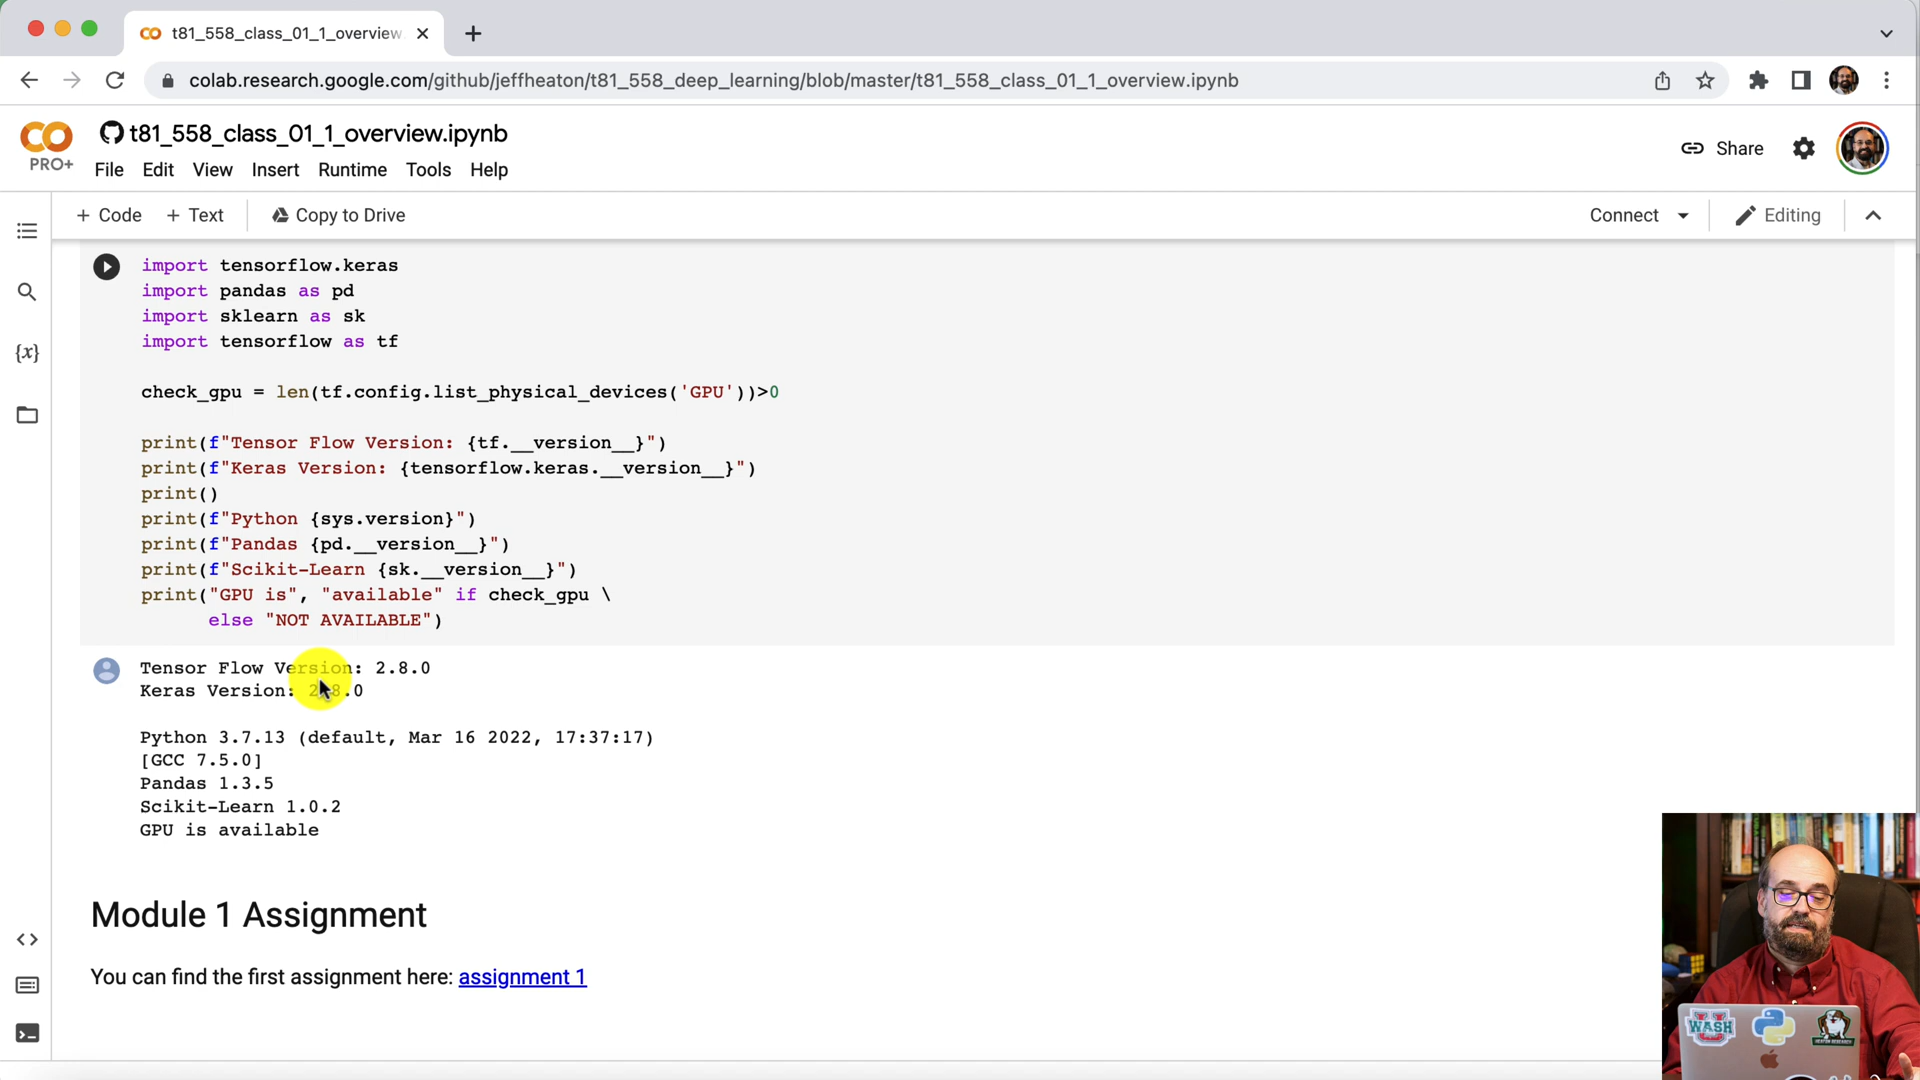 t81_558_class_01_1_overview
colab.research.google.com/github/jeffheaton/t81_558_deep_learning/blob/master/t81_558_class_01_1_overview.ipynb
t81_558_class_01_1_overview.ipynb
PRO+
File Edit View Insert Runtime Tools Help
Share
+ Code + Text Copy to Drive
Connect
Editing
{x}
import tensorflow.keras
import pandas as pd
import sklearn as sk
import tensorflow as tf
check_gpu = len(tf.config.list_physical_devices('GPU'))>0
print(f"Tensor Flow Version: {tf.__version__}")
print(f"Keras Version: {tensorflow.keras.__version__}")
print()
print(f"Python {sys.version}")
print(f"Pandas {pd.__version__}")
print(f"Scikit-Learn {sk.__version__}")
print("GPU is", "available" if check_gpu \
else "NOT AVAILABLE")
Tensor Flow Version: 2.8.0
Keras Version: 2.8.0
Python 3.7.13 (default, Mar 16 2022, 17:37:17)
[GCC 7.5.0]
Pandas 1.3.5
Scikit-Learn 1.0.2
GPU is available
Module 1 Assignment
You can find the first assignment here: assignment 1
WASH
HEATON RESEARCH